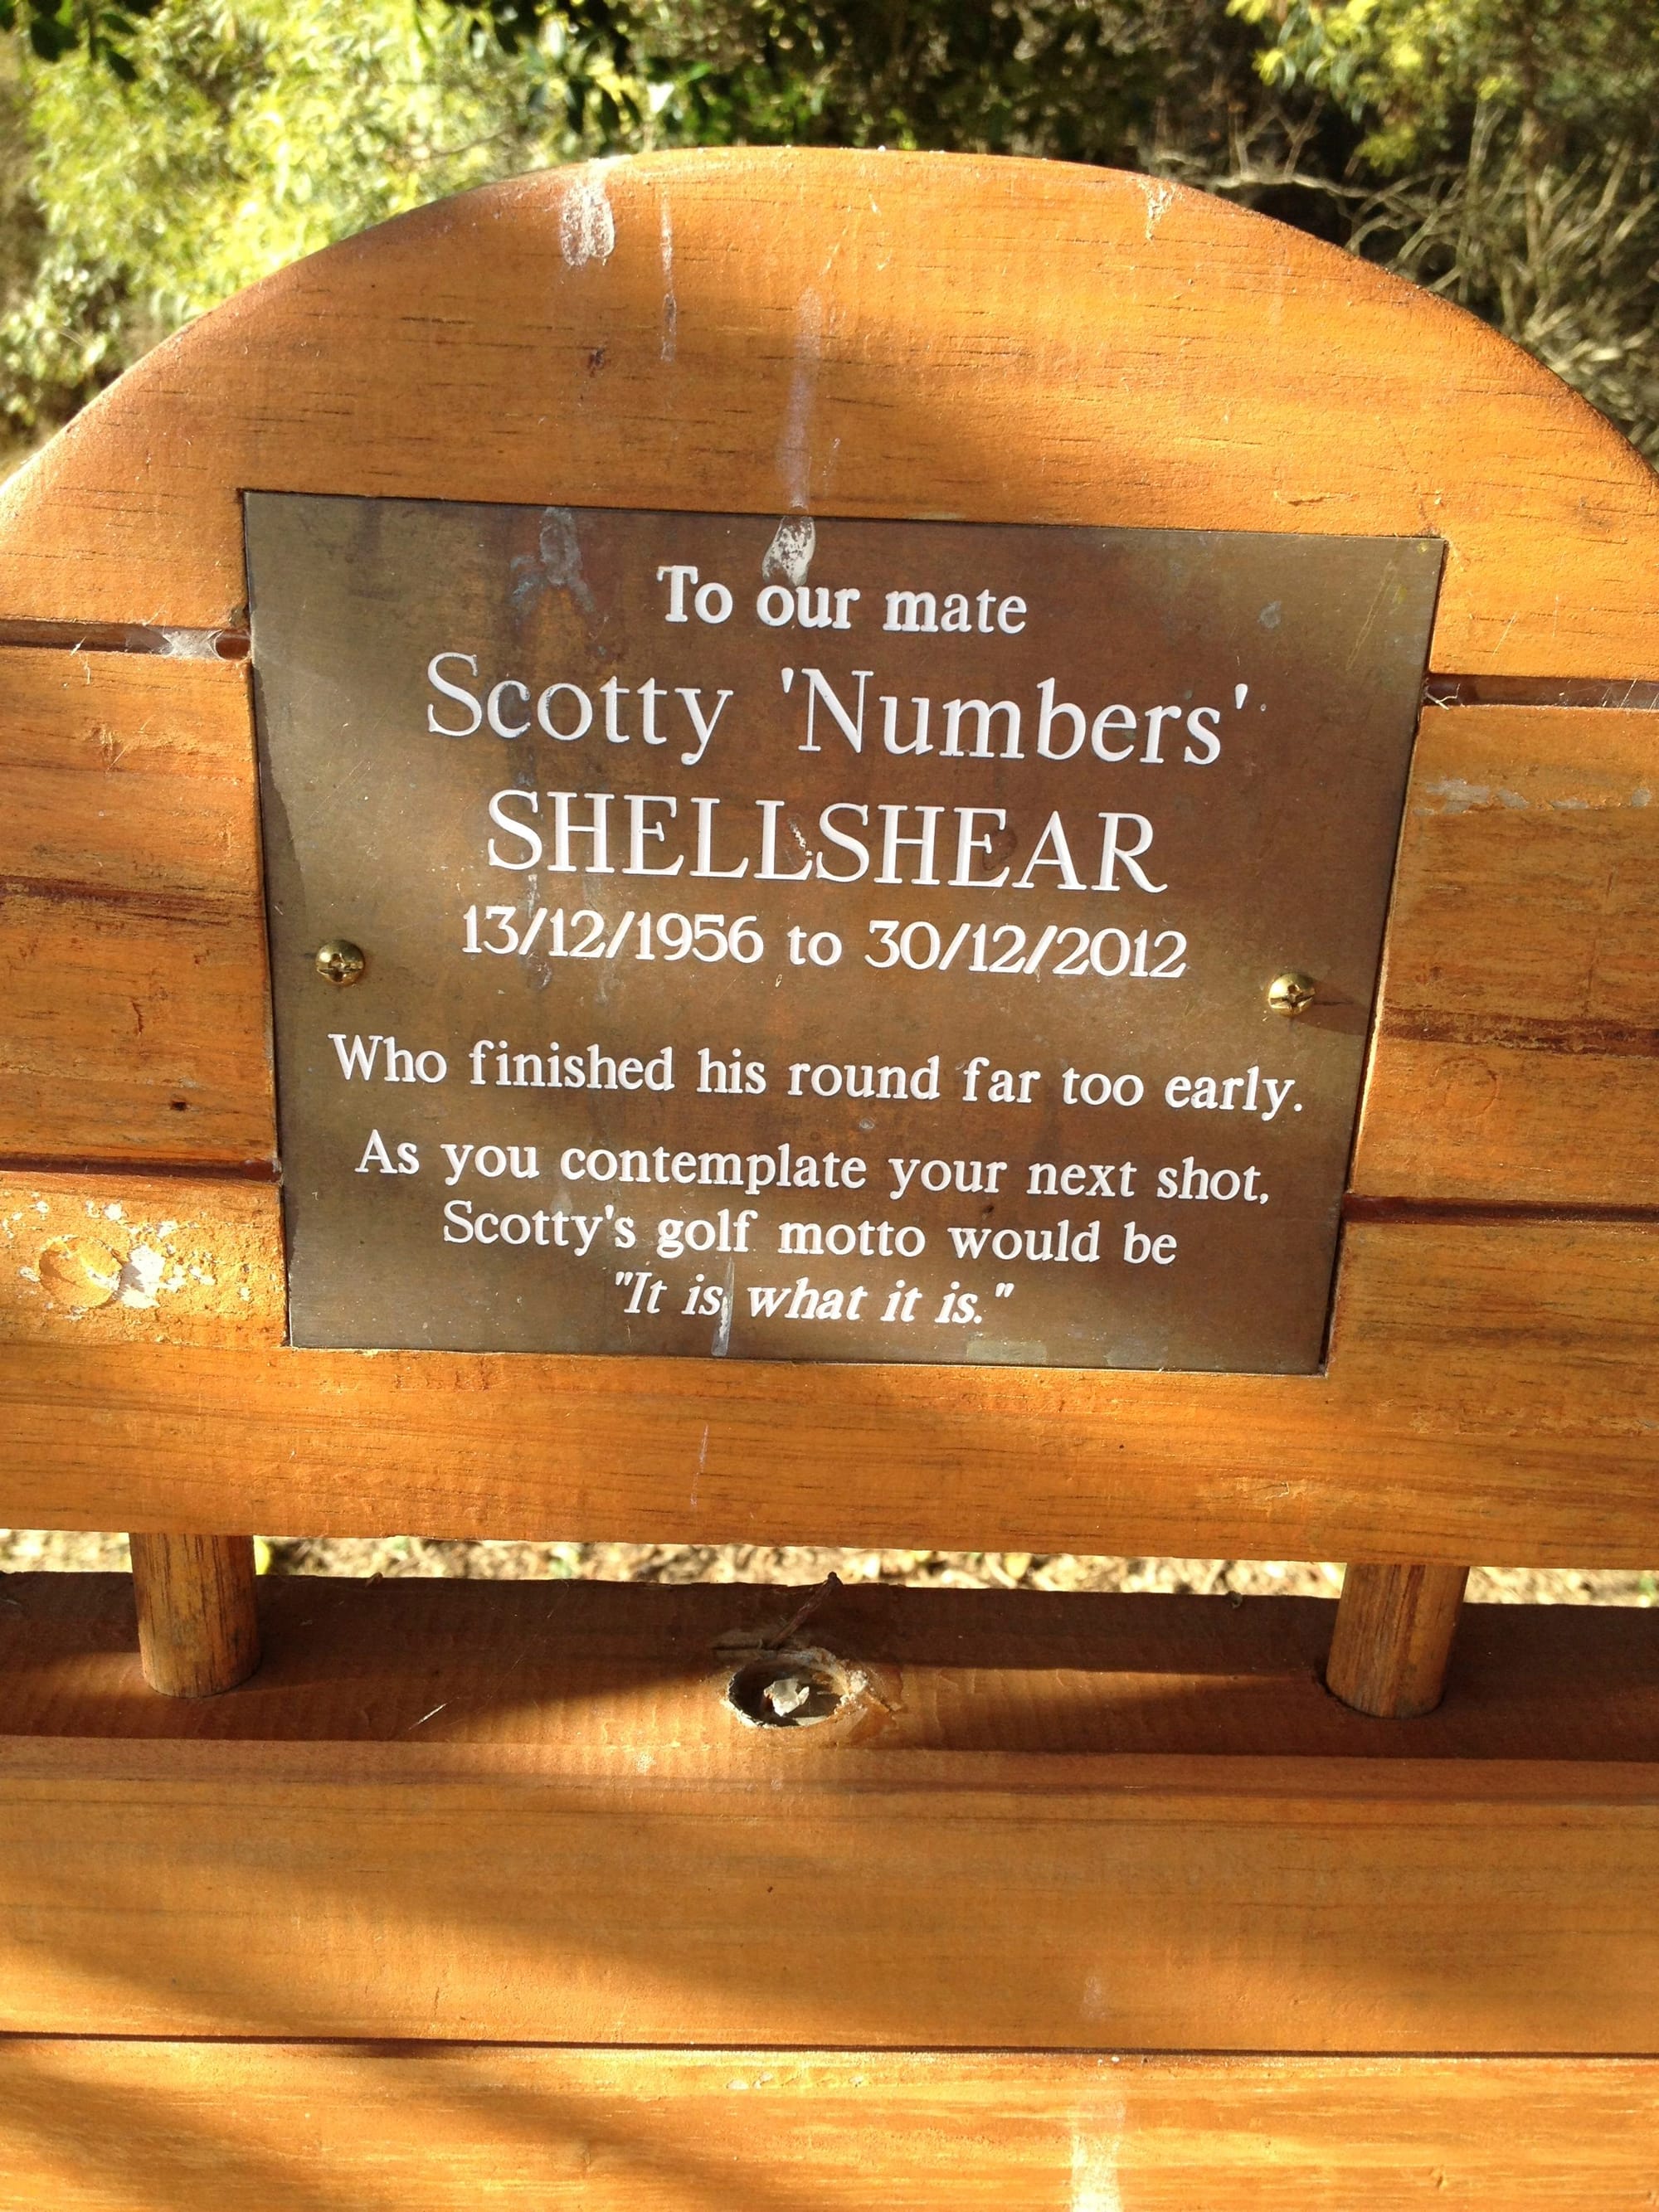 To our mate
Scotty 'Numbers'
SHELLSHEAR
13/12/1956 to 30/12/2012
Who finished his round far too early.
As you contemplate your next shot,
Scotty's golf motto would be
"It is what it is."